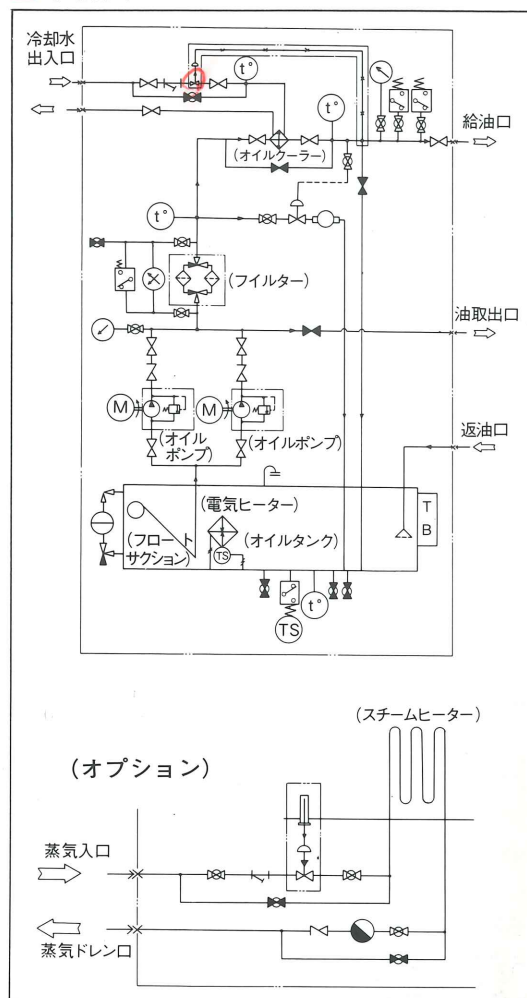 冷却水
出入口
t°
t°
給油口
(オイルクーラー)
t°
(フイルター)
油取出口
M
M
(オイル
ポンプ)
(オイルポンプ)
返油口
(電気ヒーター)
T
B
(フロート
サクション)
TS
(オイルタンク)
t°
TS
(スチームヒーター)
(オプション)
蒸気入口
蒸気ドレン口